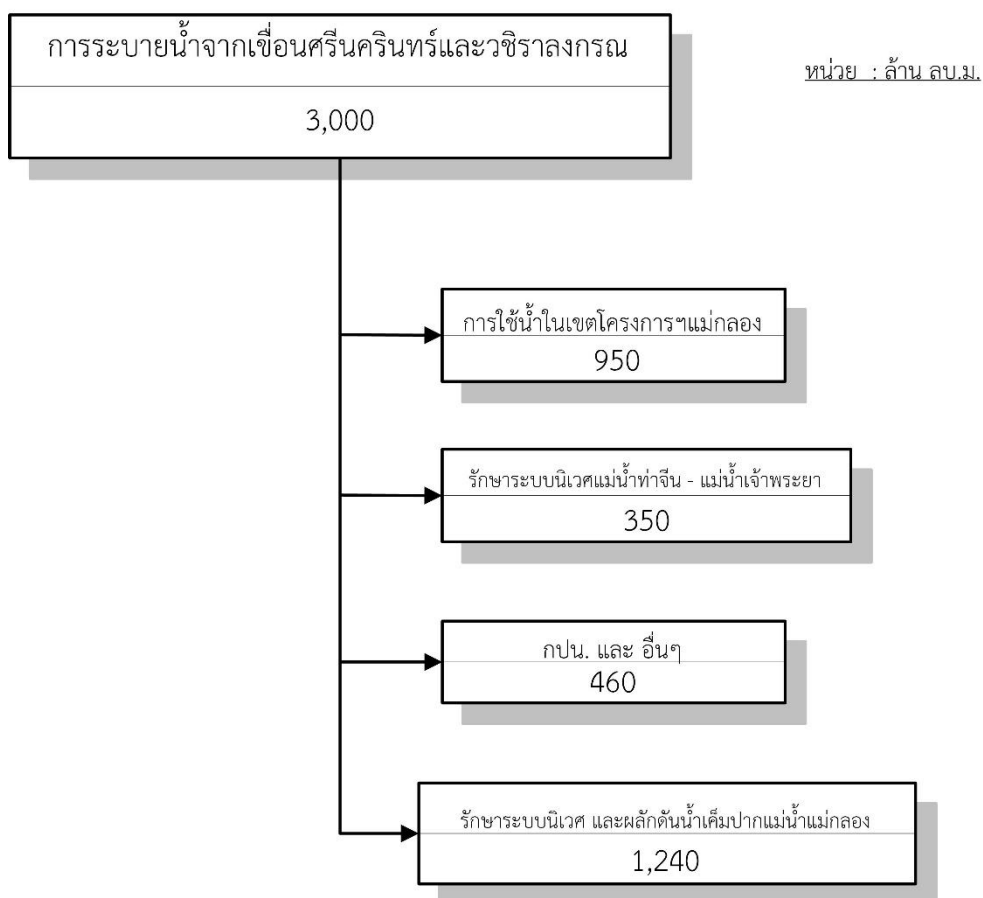 การระบายน้ำจากเขื่อนศรีนครินทร์และวชิราลงกรณ
3,000
หน่วย : ล้าน ลบ.ม.
การใช้น้ำในเขตโครงการฯแม่กลอง
950
รักษาระบบนิเวศแม่น้ำท่าจีน - แม่น้ำเจ้าพระยา
350
กปน. และ อื่นๆ
460
รักษาระบบนิเวศ และผลักดันน้ำเค็มปากแม่น้ำแม่กลอง
1,240